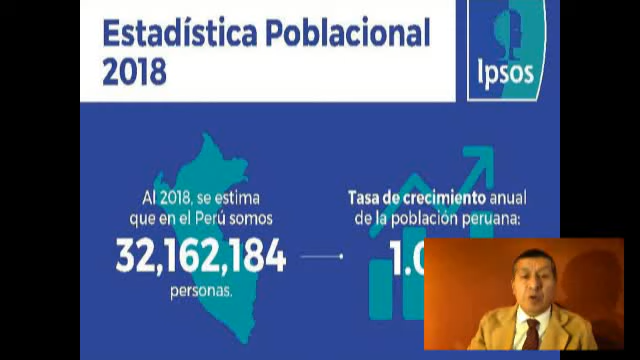 Estadística Poblacional
2018
Ipsos
Al 2018, se estima
que en el Perú somos
32,162,184
personas.
Tasa de crecimiento anual
de la población peruana: